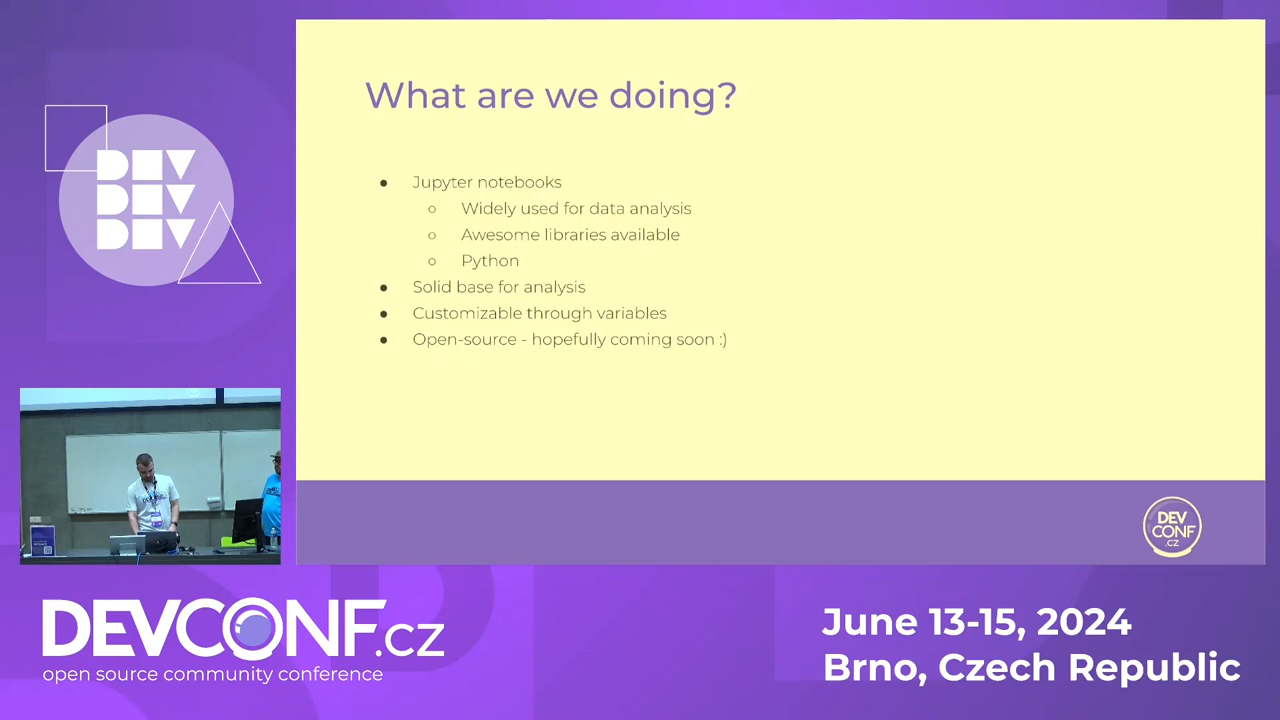 DEV
DEV
DEV
What are we doing?
● Jupyter notebooks
○ Widely used for data analysis
○ Awesome libraries available
○ Python
● Solid base for analysis
● Customizable through variables
● Open-source - hopefully coming soon :)
DEV
CONF
.CZ
DEVCONF.cz
open source community conference
June 13-15, 2024
Brno, Czech Republic